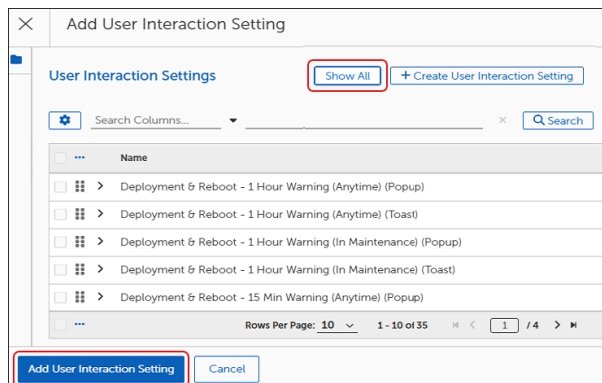 Add User Interaction Setting
User Interaction Settings Show All + Create User Interaction Setting
Search Columns... Search
Name
Deployment & Reboot - 1 Hour Warning (Anytime) (Popup)
Deployment & Reboot - 1 Hour Warning (Anytime) (Toast)
Deployment & Reboot - 1 Hour Warning (In Maintenance) (Popup)
Deployment & Reboot - 1 Hour Warning (In Maintenance) (Toast)
Deployment & Reboot - 15 Min Warning (Anytime) (Popup)
Rows Per Page: 10 1 - 10 of 35 1 / 4
Add User Interaction Setting Cancel